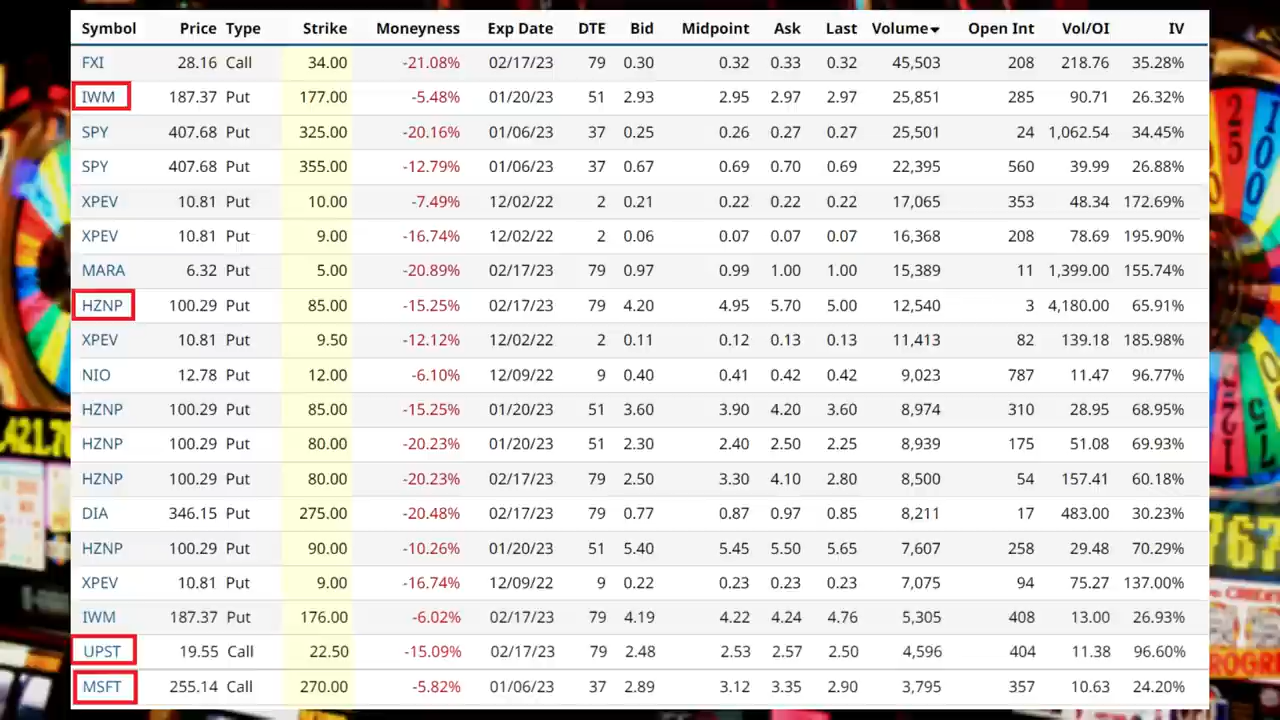 Symbol Price Type Strike Moneyness Exp Date DTE Bid Midpoint Ask Last Volume Open Int Vol/OI IV
FXI 28.16 Call 34.00 -21.08% 02/17/23 79 0.30 0.32 0.33 0.32 45,503 208 218.76 35.28%
IWM 187.37 Put 177.00 -5.48% 01/20/23 51 2.93 2.95 2.97 2.97 25,851 285 90.71 26.32%
SPY 407.68 Put 325.00 -20.16% 01/06/23 37 0.25 0.26 0.27 0.27 25,501 24 1,062.54 34.45%
SPY 407.68 Put 355.00 -12.79% 01/06/23 37 0.67 0.69 0.70 0.69 22,395 560 39.99 26.88%
XPEV 10.81 Put 10.00 -7.49% 12/02/22 2 0.21 0.22 0.22 0.22 17,065 353 48.34 172.69%
XPEV 10.81 Put 9.00 -16.74% 12/02/22 2 0.06 0.07 0.07 0.07 16,368 208 78.69 195.90%
MARA 6.32 Put 5.00 -20.89% 02/17/23 79 0.97 0.99 1.00 1.00 15,389 11 1,399.00 155.74%
HZNP 100.29 Put 85.00 -15.25% 02/17/23 79 4.20 4.95 5.70 5.00 12,540 3 4,180.00 65.91%
XPEV 10.81 Put 9.50 -12.12% 12/02/22 2 0.11 0.12 0.13 0.13 11,413 82 139.18 185.98%
NIO 12.78 Put 12.00 -6.10% 12/09/22 9 0.40 0.41 0.42 0.42 9,023 787 11.47 96.77%
HZNP 100.29 Put 85.00 -15.25% 01/20/23 51 3.60 3.90 4.20 3.60 8,974 310 28.95 68.95%
HZNP 100.29 Put 80.00 -20.23% 01/20/23 51 2.30 2.40 2.50 2.25 8,939 175 51.08 69.93%
HZNP 100.29 Put 80.00 -20.23% 02/17/23 79 2.50 3.30 4.10 2.80 8,500 54 157.41 60.18%
DIA 346.15 Put 275.00 -20.48% 02/17/23 79 0.77 0.87 0.97 0.85 8,211 17 483.00 30.23%
HZNP 100.29 Put 90.00 -10.26% 01/20/23 51 5.40 5.45 5.50 5.65 7,607 258 29.48 70.29%
XPEV 10.81 Put 9.00 -16.74% 12/09/22 9 0.22 0.23 0.23 0.23 7,075 94 75.27 137.00%
IWM 187.37 Put 176.00 -6.02% 02/17/23 79 4.19 4.22 4.24 4.76 5,305 408 13.00 26.93%
UPST 19.55 Call 22.50 -15.09% 02/17/23 79 2.48 2.53 2.57 2.50 4,596 404 11.38 96.60%
MSFT 255.14 Call 270.00 -5.82% 01/06/23 37 2.89 3.12 3.35 2.90 3,795 357 10.63 24.20%